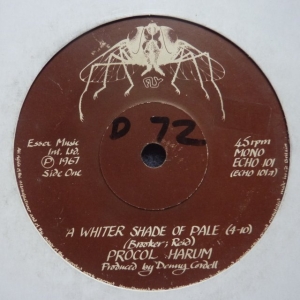 FLY
D 72
Essex Music
Int. Ltd.
℗ 1967
Side One
45 rpm
MONO
ECHO 101
(ECHO 101A)
A WHITER SHADE OF PALE (4-10)
(Brooker; Reid)
PROCOL HARUM
Produced by Denny Cordell